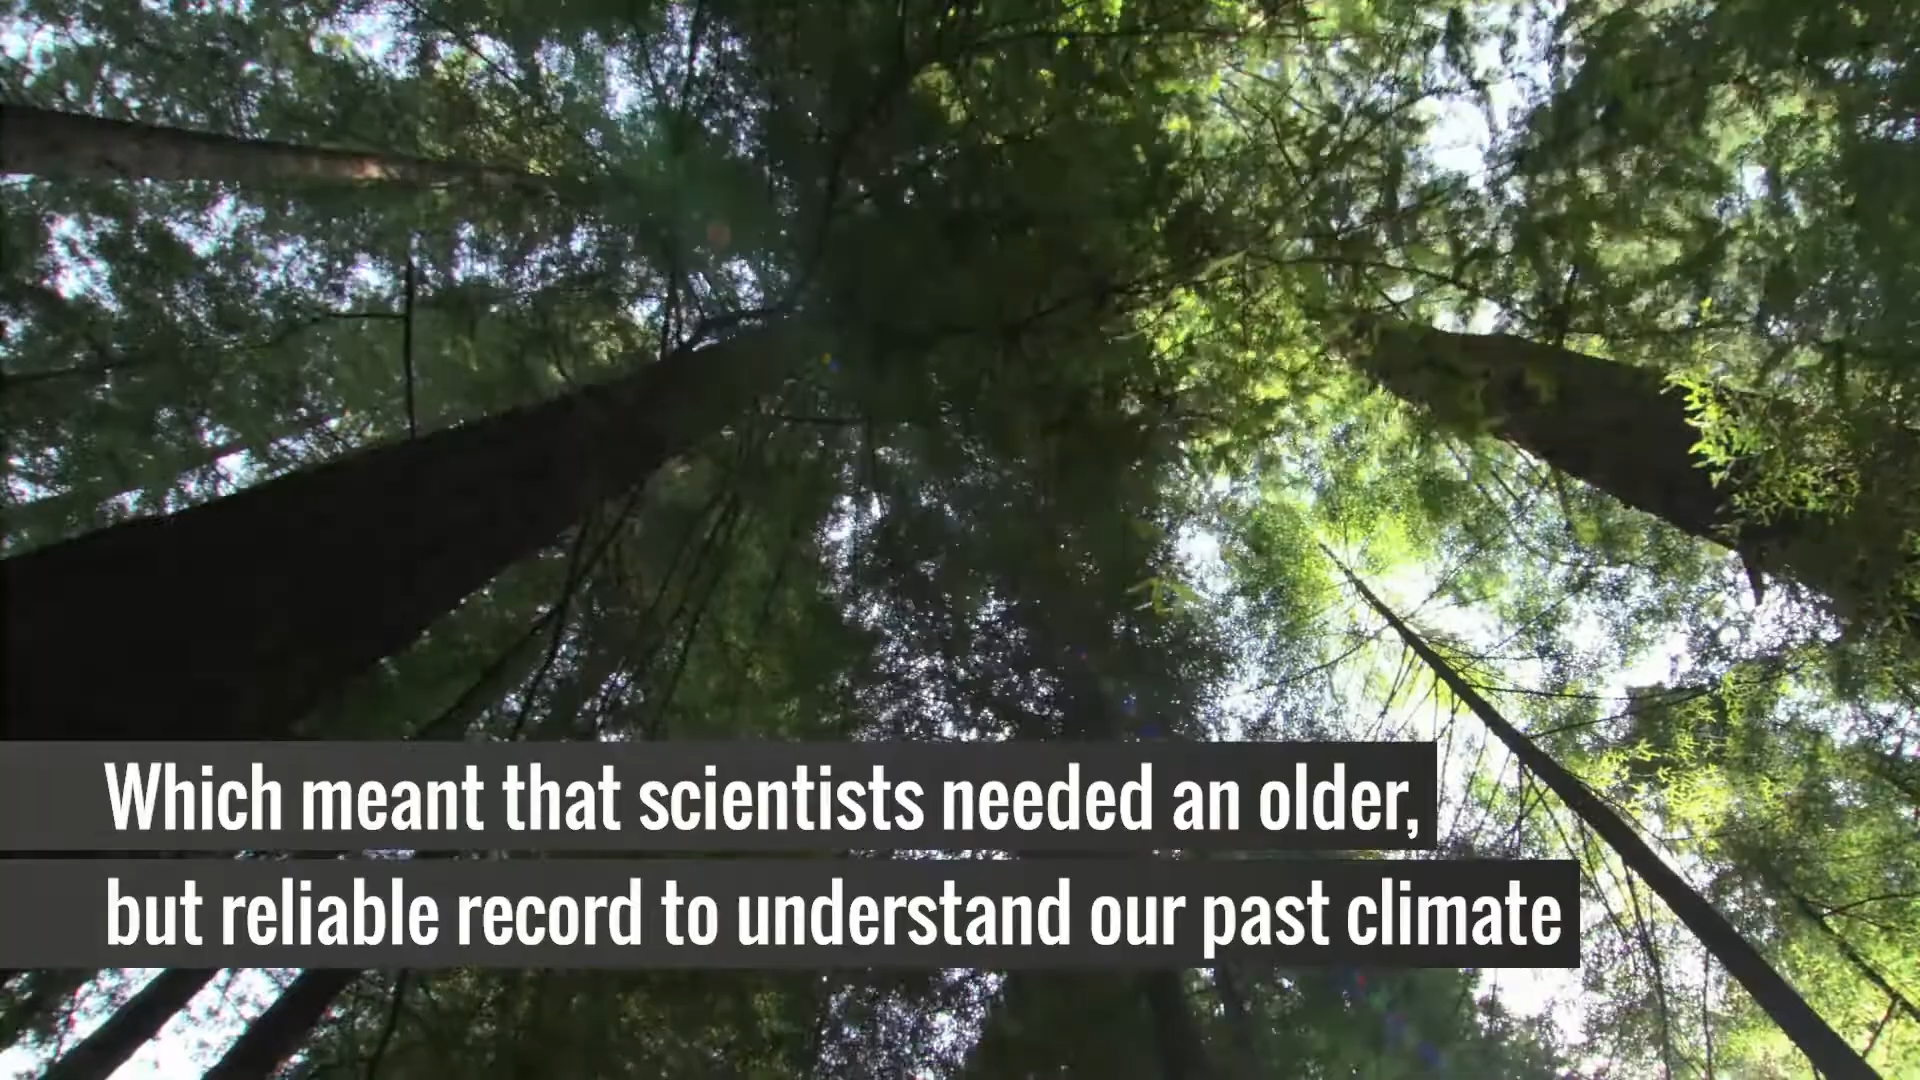 Which meant that scientists needed an older,
but reliable record to understand our past climate